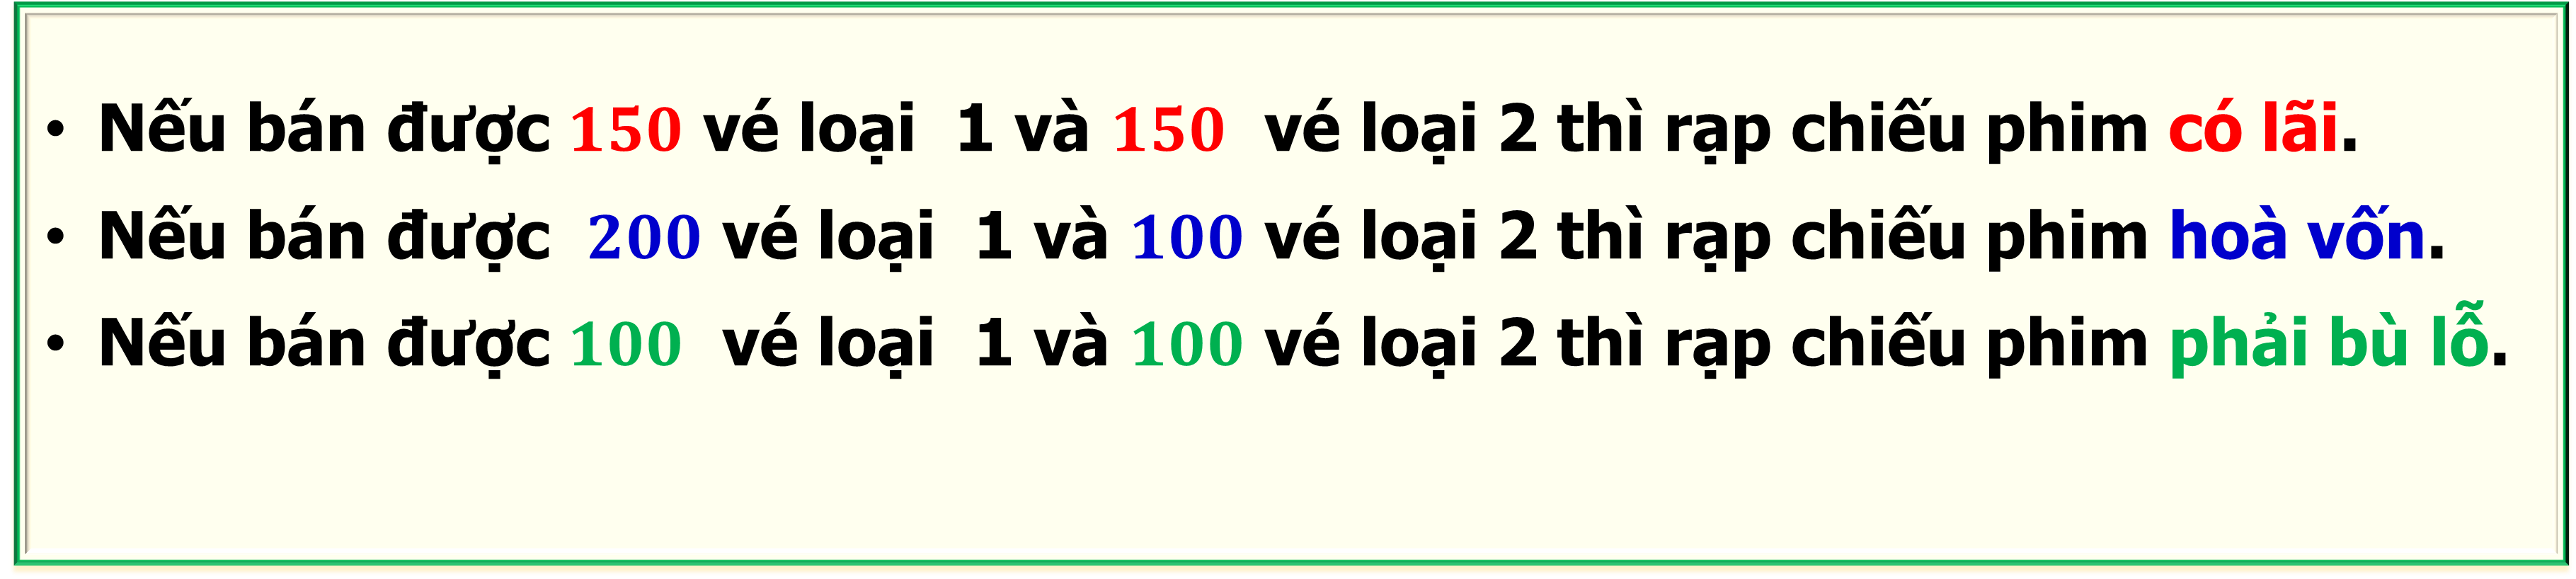 • Nếu bán được 150 vé loại 1 và 150 vé loại 2 thì rạp chiếu phim có lãi.
• Nếu bán được 200 vé loại 1 và 100 vé loại 2 thì rạp chiếu phim hoà vốn.
• Nếu bán được 100 vé loại 1 và 100 vé loại 2 thì rạp chiếu phim phải bù lỗ.